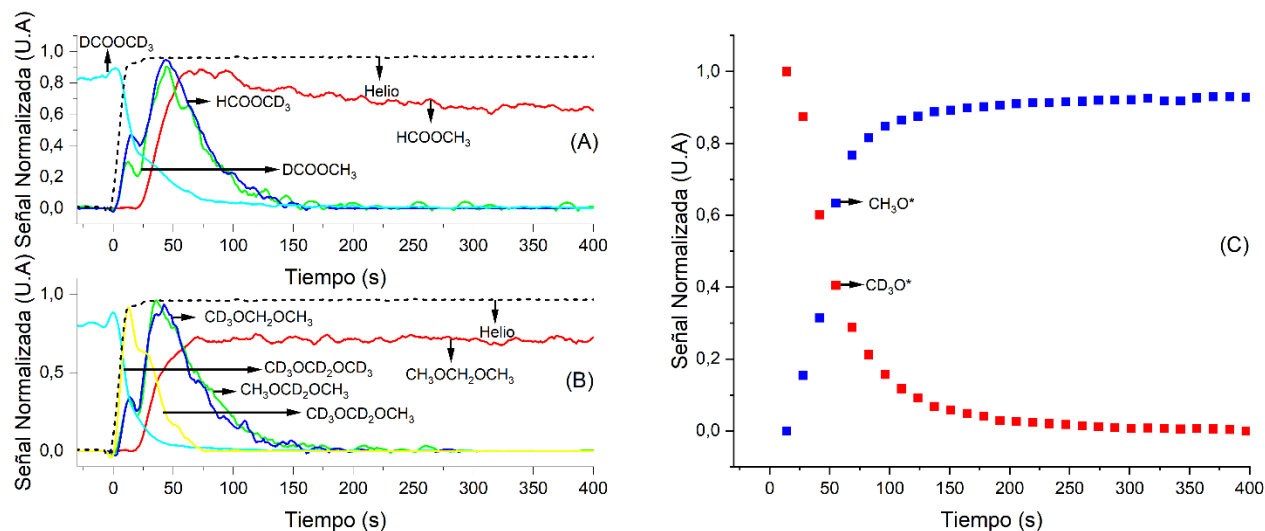 Señal Normalizada (U.A)
1,0
0,8
0,6
0,4
0,2
0,0
DCOOCD3
Helio
HCOOCD3
HCOOCH3
DCOOCH3
(A)
0
50
100
150
200
250
300
350
400
Tiempo (s)
Señal Normalizada (U.A)
1,0
0,5
0,0
CD3OCH2OCH3
Helio
CD3OCD2OCD3
CH3OCH2OCH3
CH3OCD2OCH3
CD3OCD2OCH3
(B)
0
50
100
150
200
250
300
350
400
Tiempo (s)
Señal Normalizada (U.A)
1,0
0,8
0,6
0,4
0,2
0,0
CH3O*
CD3O*
(C)
0
50
100
150
200
250
300
350
400
Tiempo (s)